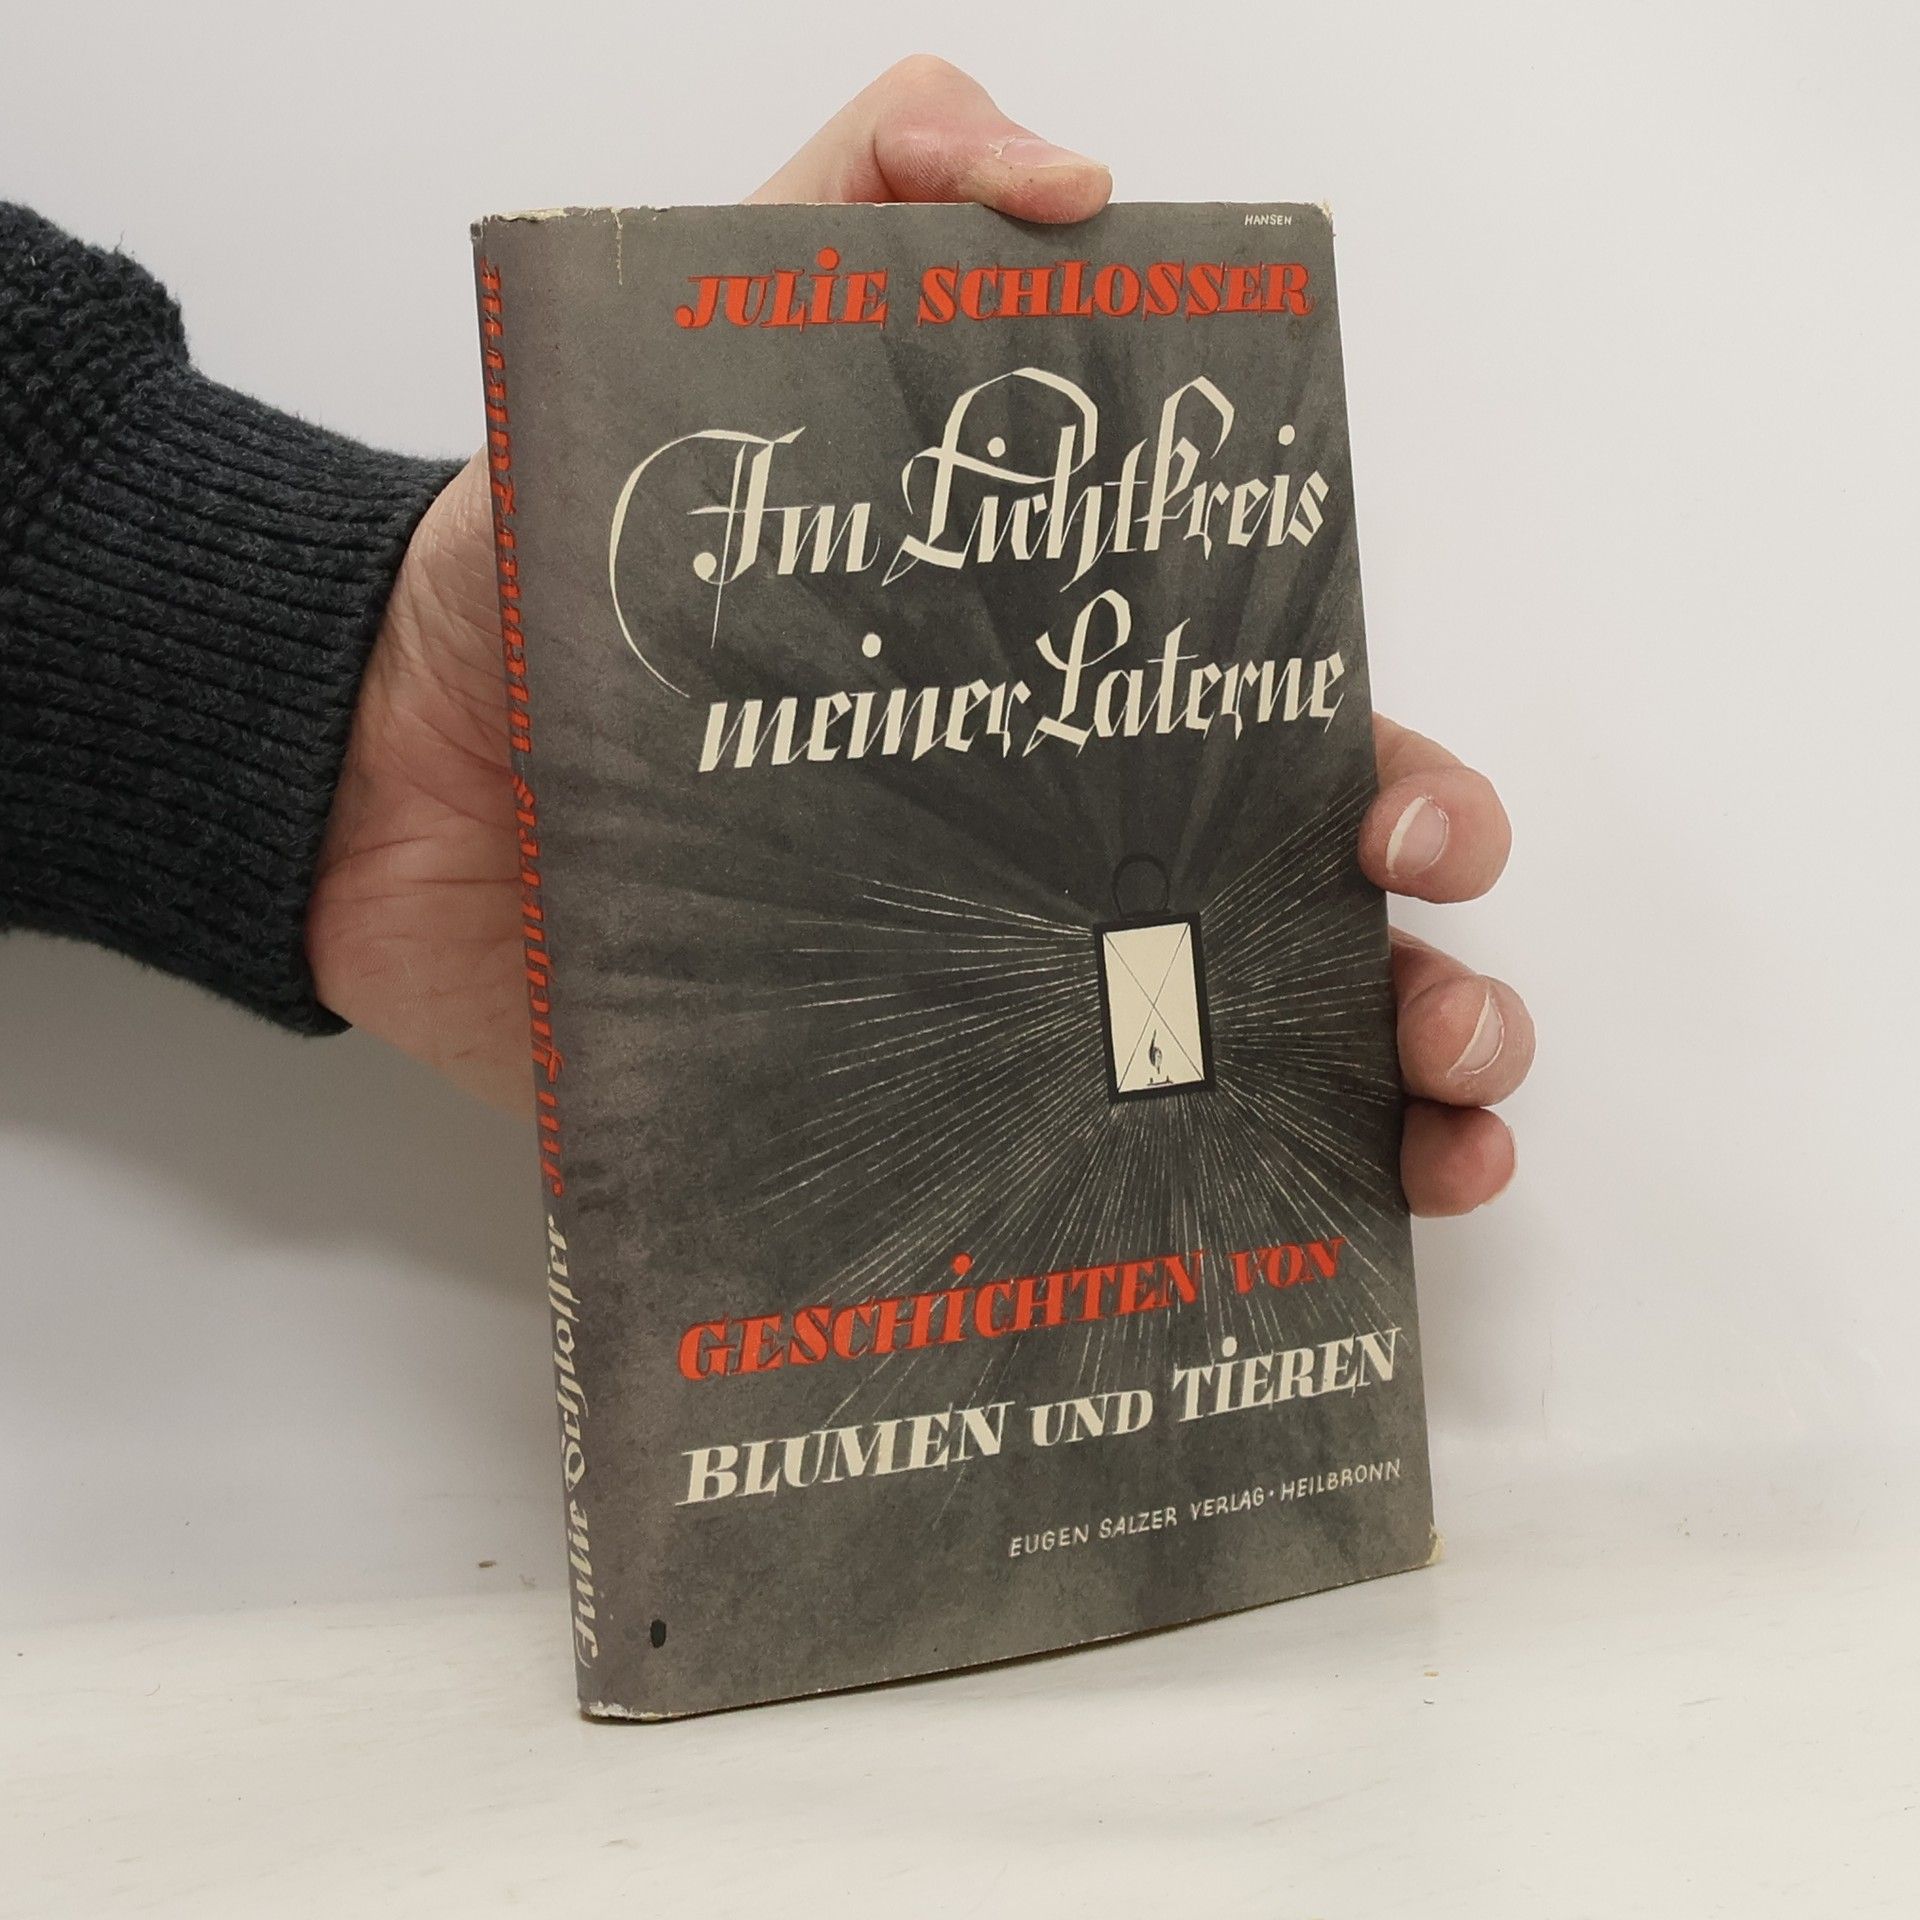 HANSEN
JULiE SCHLOSSER
Im Lichtkreis
meiner Laterne
GESCHiCHTEN VON
BLUMEN UND TiEREN
EUGEN SALZER VERLAG · HEILBRONN
Julie Schlosser Im Lichtkreis meiner Laterne